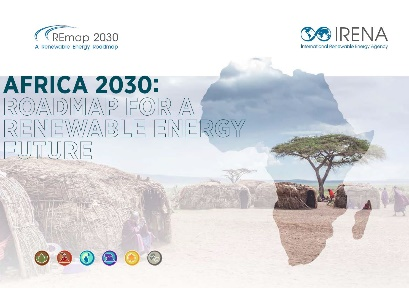 REmap 2030
A Renewable Energy Roadmap
IRENA
International Renewable Energy Agency
AFRICA 2030:
ROADMAP FOR A
RENEWABLE ENERGY
FUTURE